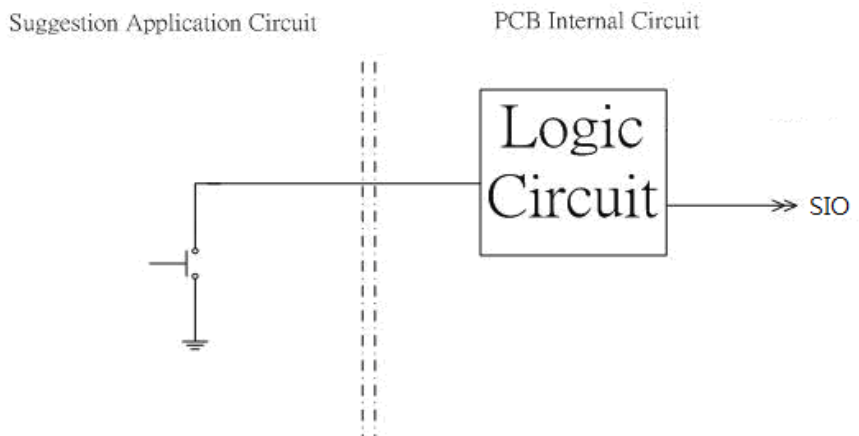 Suggestion Application Circuit
PCB Internal Circuit
Logic
Circuit
SIO